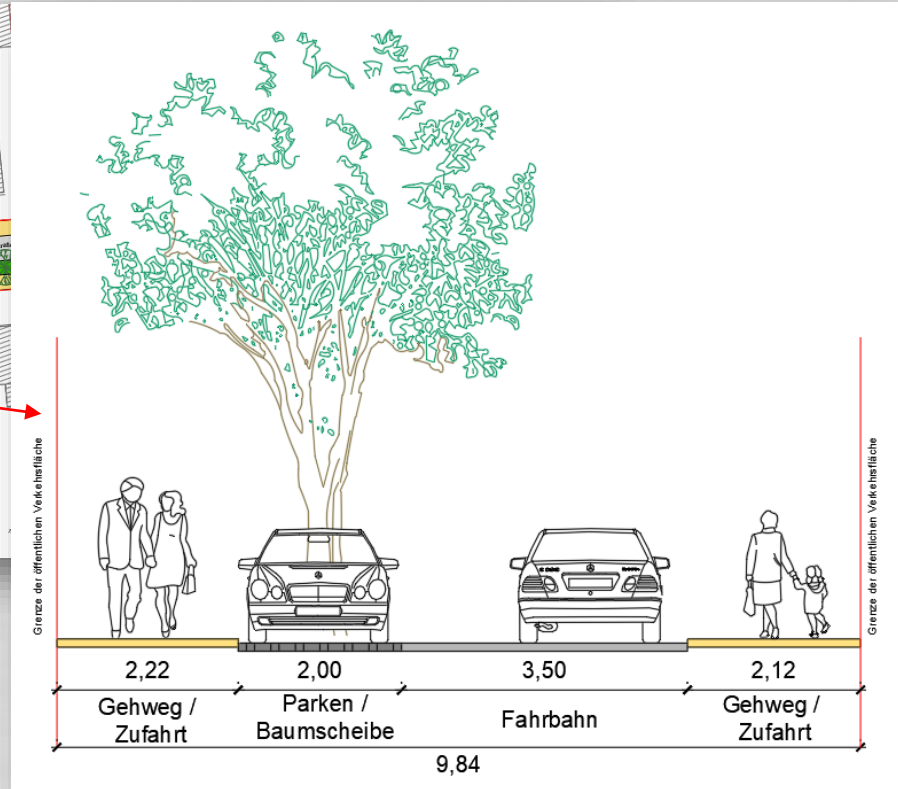 Grenze der öffentlichen Verkehrsfläche
Grenze der öffentlichen Verkehrsfläche
2,22
2,00
3,50
2,12
Gehweg /
Zufahrt
Parken /
Baumscheibe
Fahrbahn
Gehweg /
Zufahrt
9,84